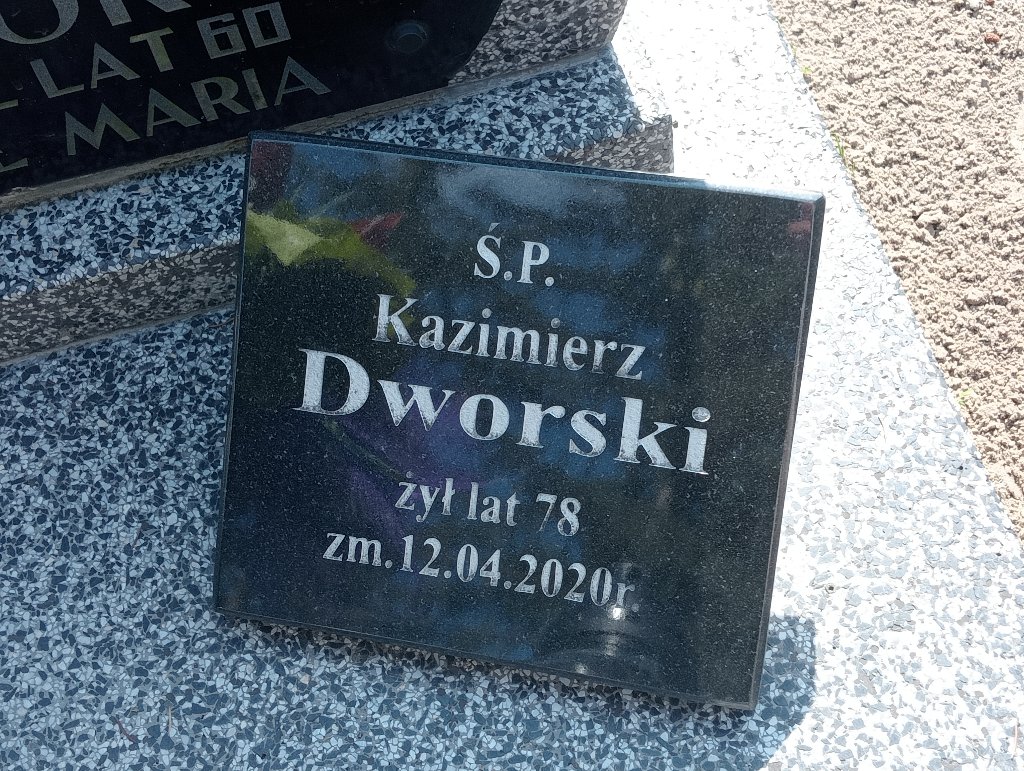 LAT 60
MARIA
Ś.P.
Kazimierz
Dworski
żył lat 78
zm.12.04.2020r.